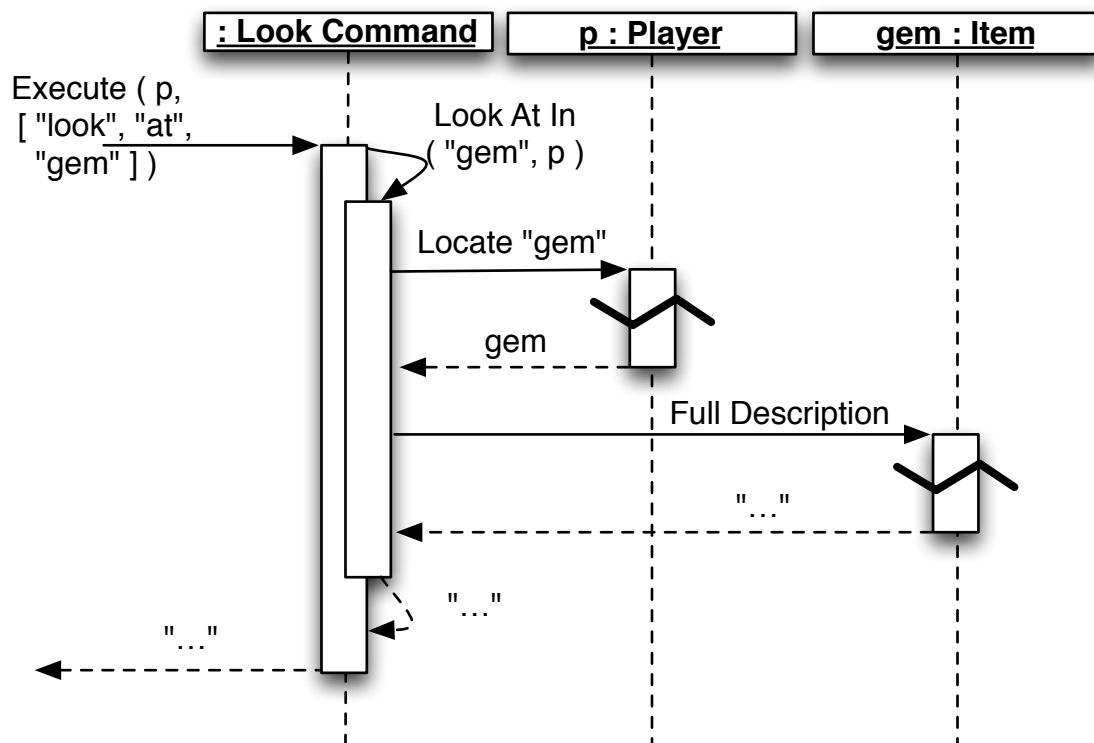 : Look Command
p : Player
gem : Item
Execute ( p,
[ "look", "at",
"gem" ] )
Look At In
( "gem", p )
Locate "gem"
gem
Full Description
"..."
"..."
"..."